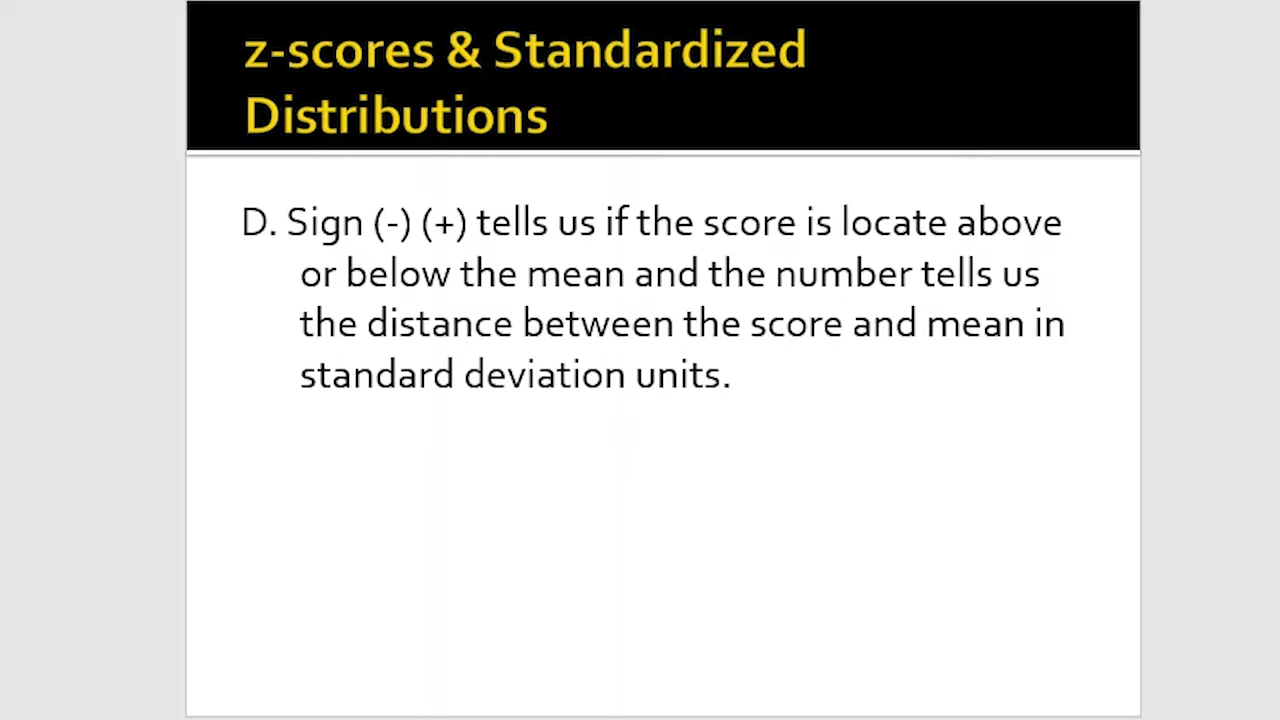 z-scores & Standardized
Distributions
D. Sign (-) (+) tells us if the score is locate above
or below the mean and the number tells us
the distance between the score and mean in
standard deviation units.